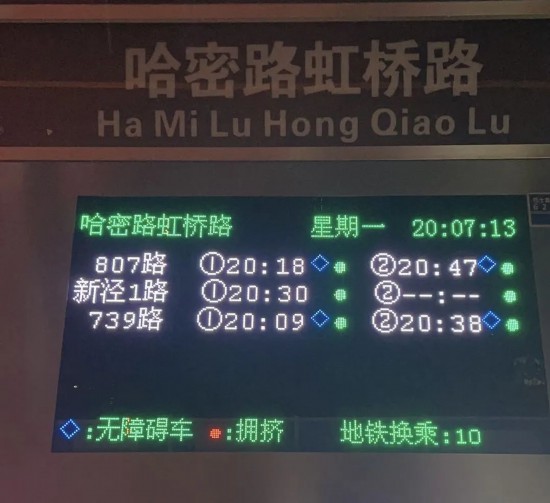 哈密路虹桥路
Ha Mi Lu Hong Qiao Lu
哈密路虹桥路 星期一 20:07:13
807路 ①20:18 ②20:47
新泾1路 ①20:30 ②--:--
739路 ①20:09 ②20:38
:无障碍车 :拥挤 地铁换乘:10